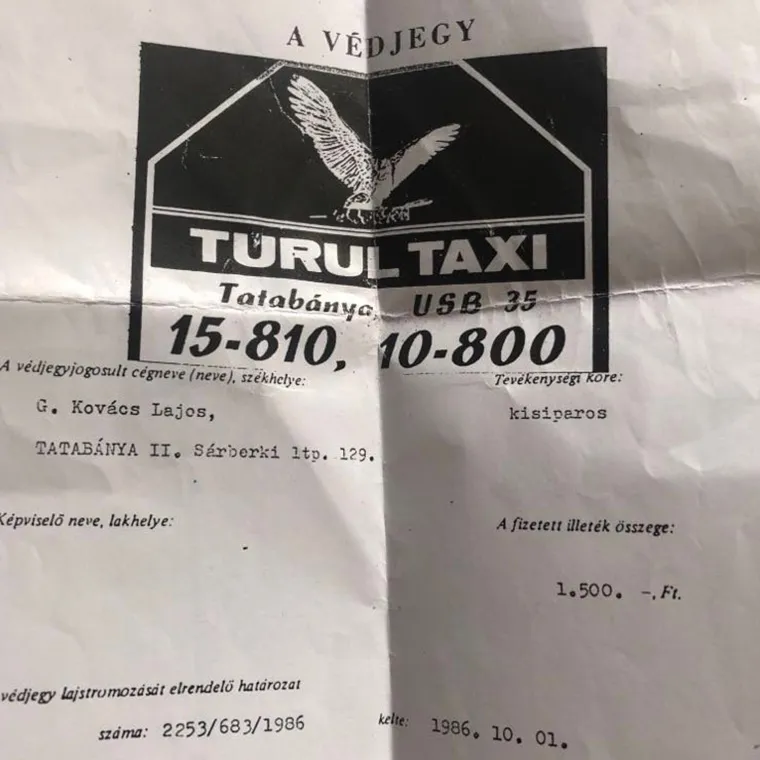 A VÉDJEGY
TURUL TAXI
Tatabánya, USB 35
15-810, 10-800
A védjegyjogosult cégneve (neve), székhelye:
Tevékenységi köre:
G. Kovács Lajos,
kisiparos
TATABÁNYA II. Sárberki ltp. 129.
Képviselő neve, lakhelye:
A fizetett illeték összege:
1.500. -,Ft.
védjegy lajstromozását elrendelő határozat
száma: 2253/683/1986
kelte: 1986. 10. 01.